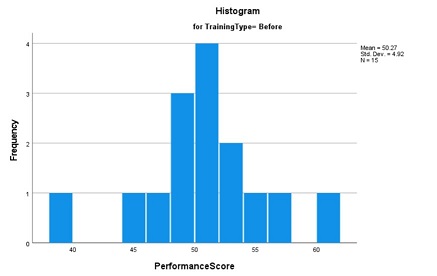 Histogram
for TrainingType= Before
Mean = 50.27
Std. Dev. = 4.92
N = 15
Frequency
4
3
2
1
0
40 45 50 55 60
PerformanceScore